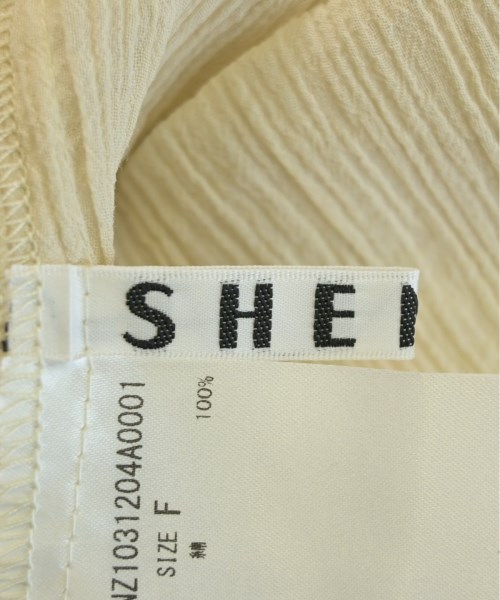 SHE
NZ1031204A0001
SIZE F
綿 100%